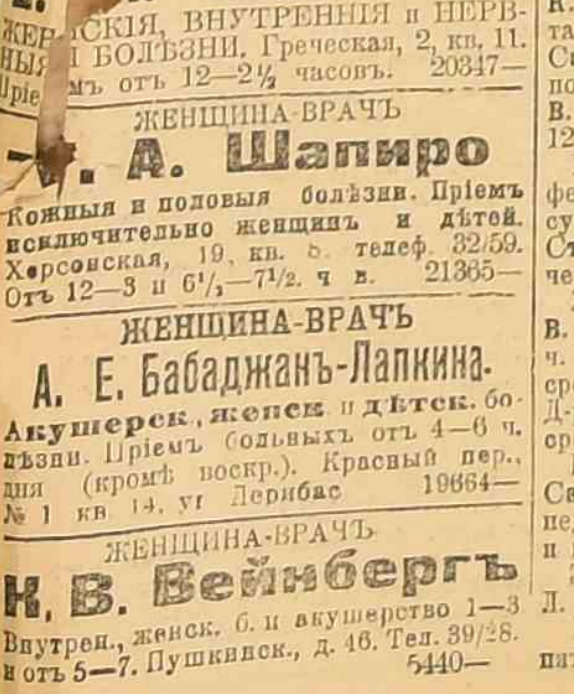 ЖЕН СКІЯ, ВНУТРЕННІЯ и НЕРВ-
НЫЯ БОЛѢЗНИ. Греческая, 2, кв. 11.
Пріемъ отъ 12—2½ часовъ. 20347—
ЖЕНЩИНА-ВРАЧЪ
А. Шапиро
Кожныя и половыя болѣзни. Пріемъ
исключительно женщинъ и дѣтей.
Херсонская, 19, кв. телеф. 32/59.
Отъ 12—3 и 6½—7½. ч в. 21365—
ЖЕНЩИНА-ВРАЧЪ
А. Е. Бабаджанъ-Лапкина.
Акушерск., женск и дѣтск. бо-
лѣзни. Пріемъ больныхъ отъ 4—6 ч.
дня (кромѣ воскр.). Красный пер.,
№ 1 кв 14. уг Дерибас 19664—
ЖЕНЩИНА-ВРАЧЪ
Н. В. Вейнбергъ
Внутрен., женск. б. и акушерство 1—3
и отъ 5—7. Пушкинск., д. 46. Тел. 39/28.
5440—